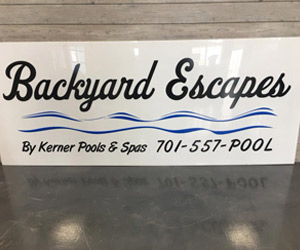 Backyard Escapes
By Kerner Pools & Spas 701-557-POOL